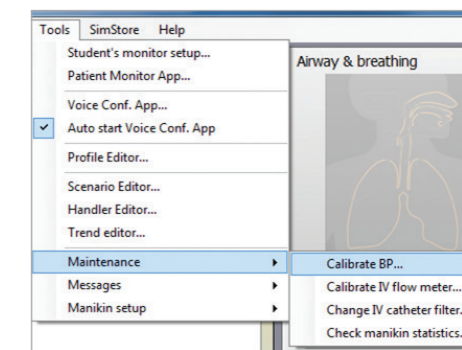 Tools SimStore Help
Student's monitor setup...
Patient Monitor App...
Voice Conf. App...
Auto start Voice Conf. App
Profile Editor...
Scenario Editor...
Handler Editor...
Trend editor...
Maintenance
Messages
Manikin setup
Airway & breathing
Calibrate BP...
Calibrate IV flow meter...
Change IV catheter filter.
Check manikin statistics.